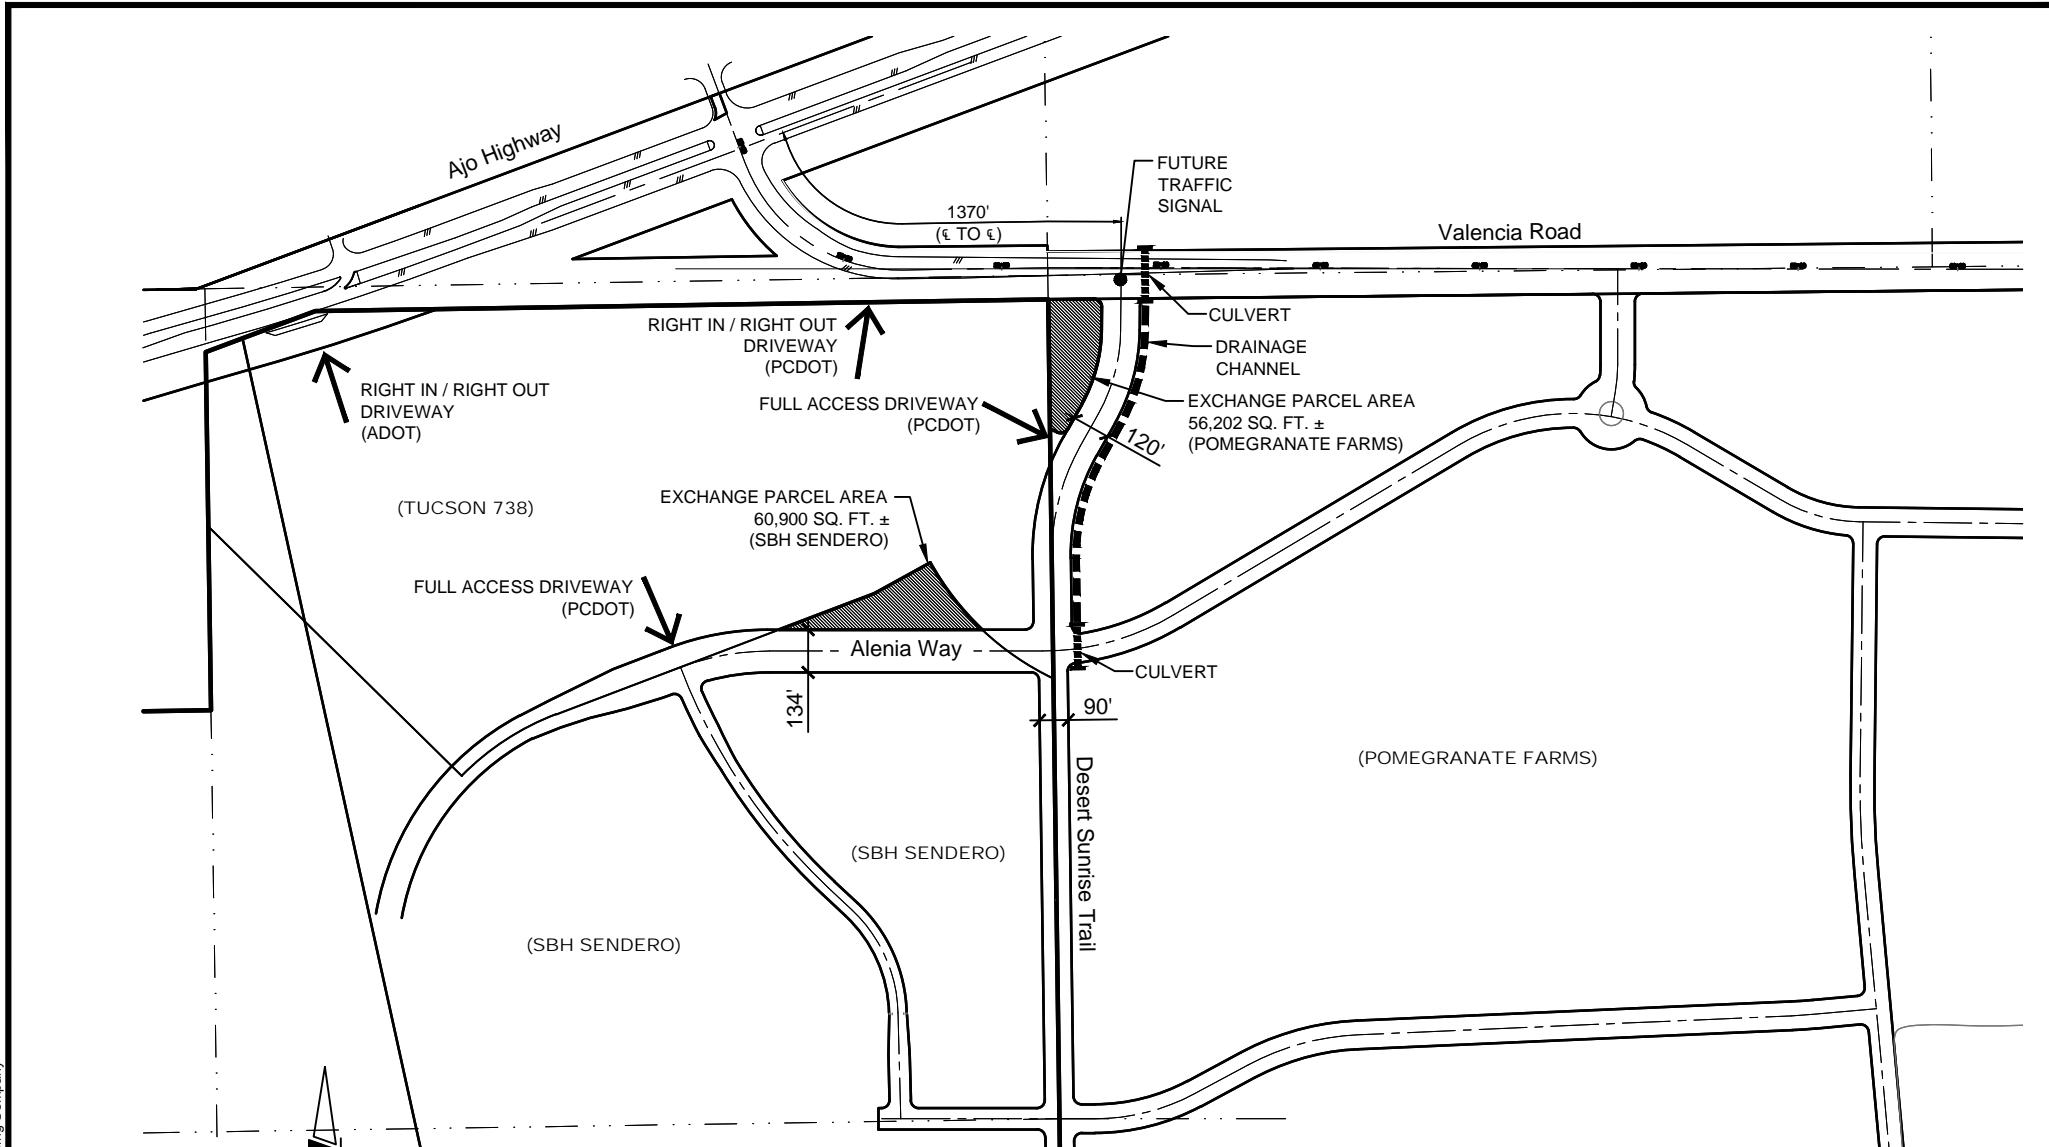 Ajo Highway
FUTURE
TRAFFIC
SIGNAL
1370'
(℄ TO ℄)
Valencia Road
CULVERT
RIGHT IN / RIGHT OUT
DRIVEWAY
(PCDOT)
DRAINAGE
CHANNEL
RIGHT IN / RIGHT OUT
DRIVEWAY
(ADOT)
FULL ACCESS DRIVEWAY
(PCDOT)
EXCHANGE PARCEL AREA
56,202 SQ. FT. ±
(POMEGRANATE FARMS)
120'
(TUCSON 738)
EXCHANGE PARCEL AREA
60,900 SQ. FT. ±
(SBH SENDERO)
FULL ACCESS DRIVEWAY
(PCDOT)
Alenia Way
CULVERT
134'
90'
Desert Sunrise Trail
(POMEGRANATE FARMS)
(SBH SENDERO)
(SBH SENDERO)